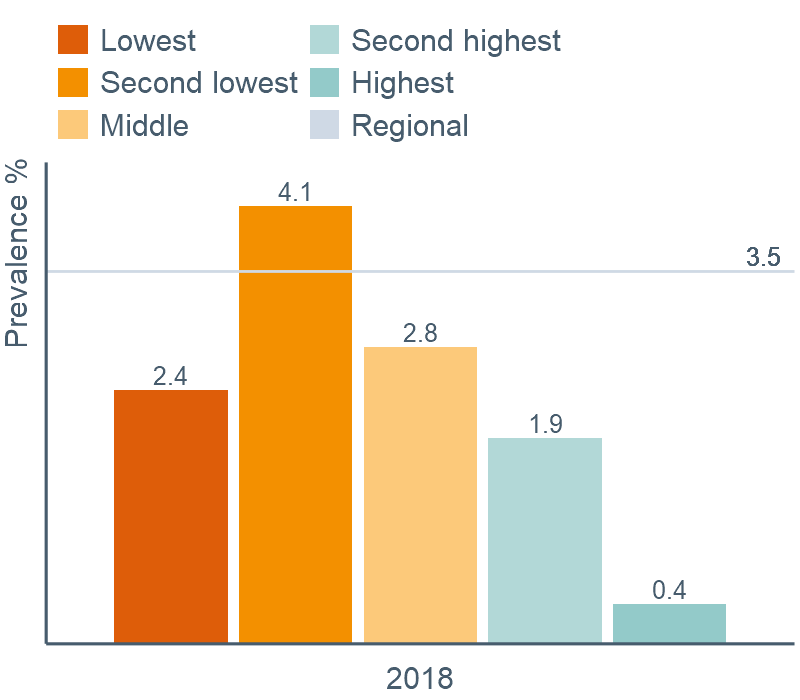 Lowest
Second lowest
Middle
Second highest
Highest
Regional
Prevalence %
4.1
3.5
2.8
2.4
1.9
0.4
2018